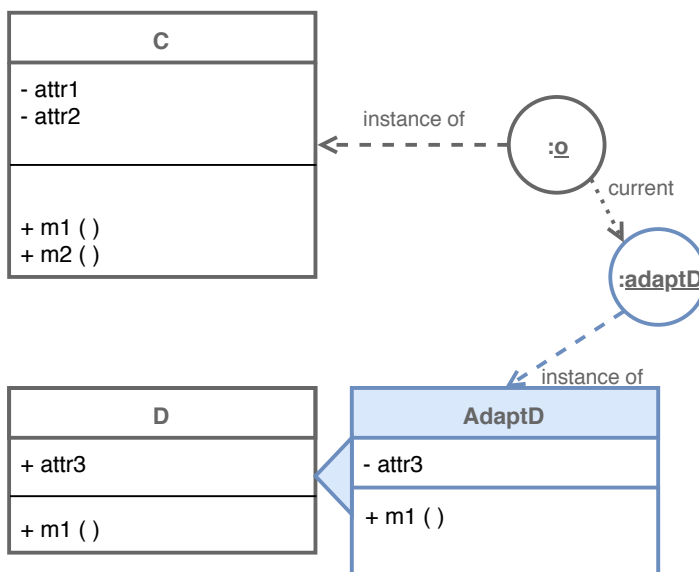 C
- attr1
- attr2
+ m1 ( )
+ m2 ( )
instance of
:o
current
:adaptD
instance of
D
+ attr3
+ m1 ( )
AdaptD
- attr3
+ m1 ( )